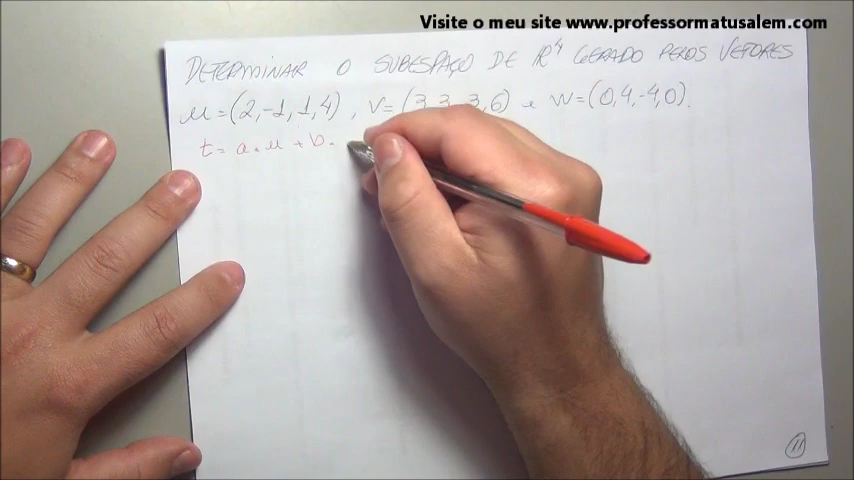 Visite o meu site www.professormatusalem.com
DETERMINAR O SUBESPAÇO DE R⁴ GERADO PELOS VETORES
u=(2,-1,1,4), V=(3,3,-3,6) e W=(0,4,-4,0).
t= a.u + b.
11